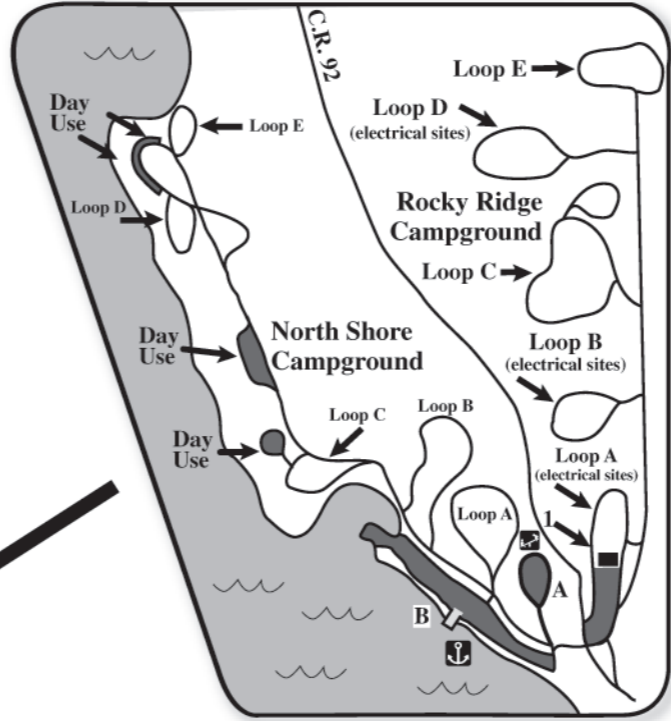 C.R. 92
Loop E
Loop D
(electrical sites)
Day
Use
Loop E
Rocky Ridge
Campground
Loop D
Loop C
North Shore
Campground
Day
Use
Loop B
(electrical sites)
Loop B
Loop C
Day
Use
Loop A
(electrical sites)
Loop A
1
A
B